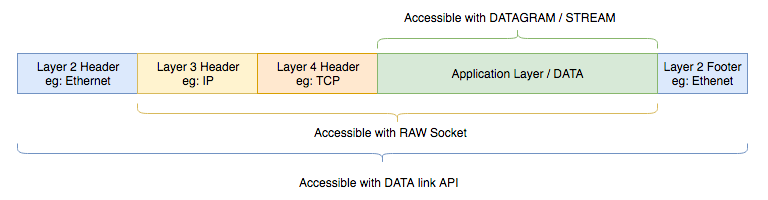 Accessible with DATAGRAM / STREAM
Layer 2 Header
eg: Ethernet
Layer 3 Header
eg: IP
Layer 4 Header
eg: TCP
Application Layer / DATA
Layer 2 Footer
eg: Ethenet
Accessible with RAW Socket
Accessible with DATA link API